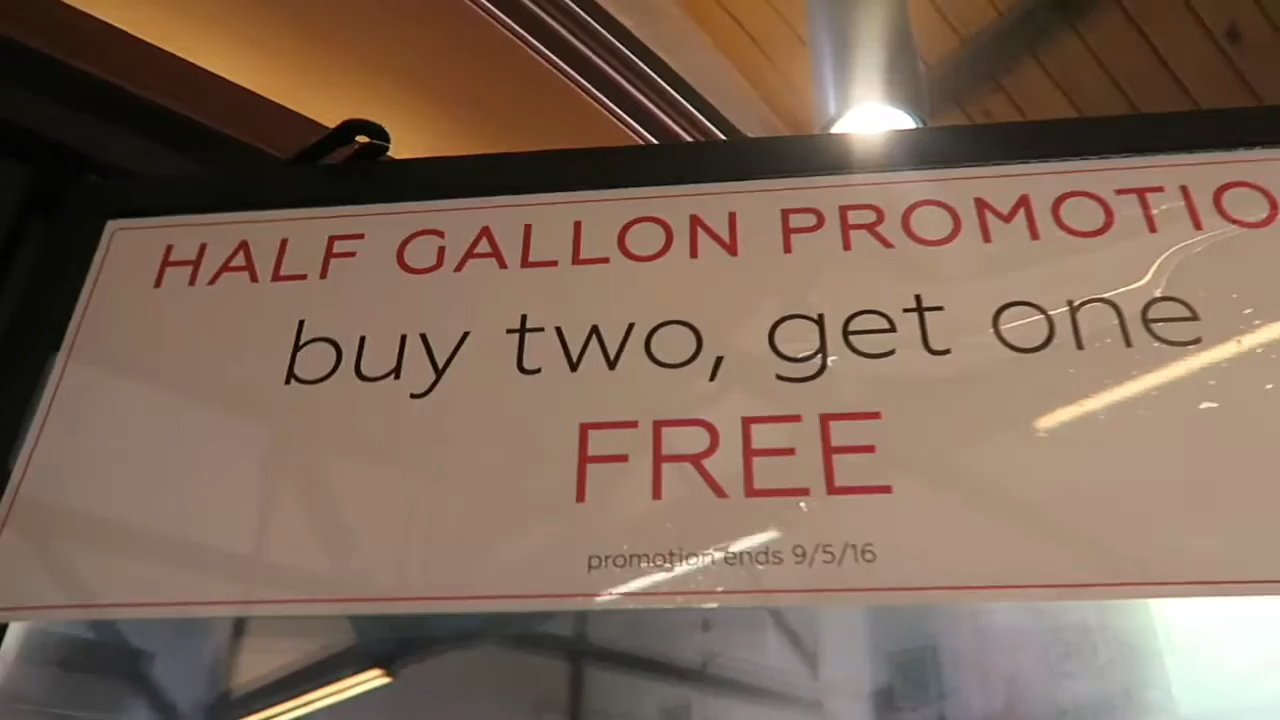 HALF GALLON PROMOTIO
buy two, get one
FREE
promotion ends 9/5/16